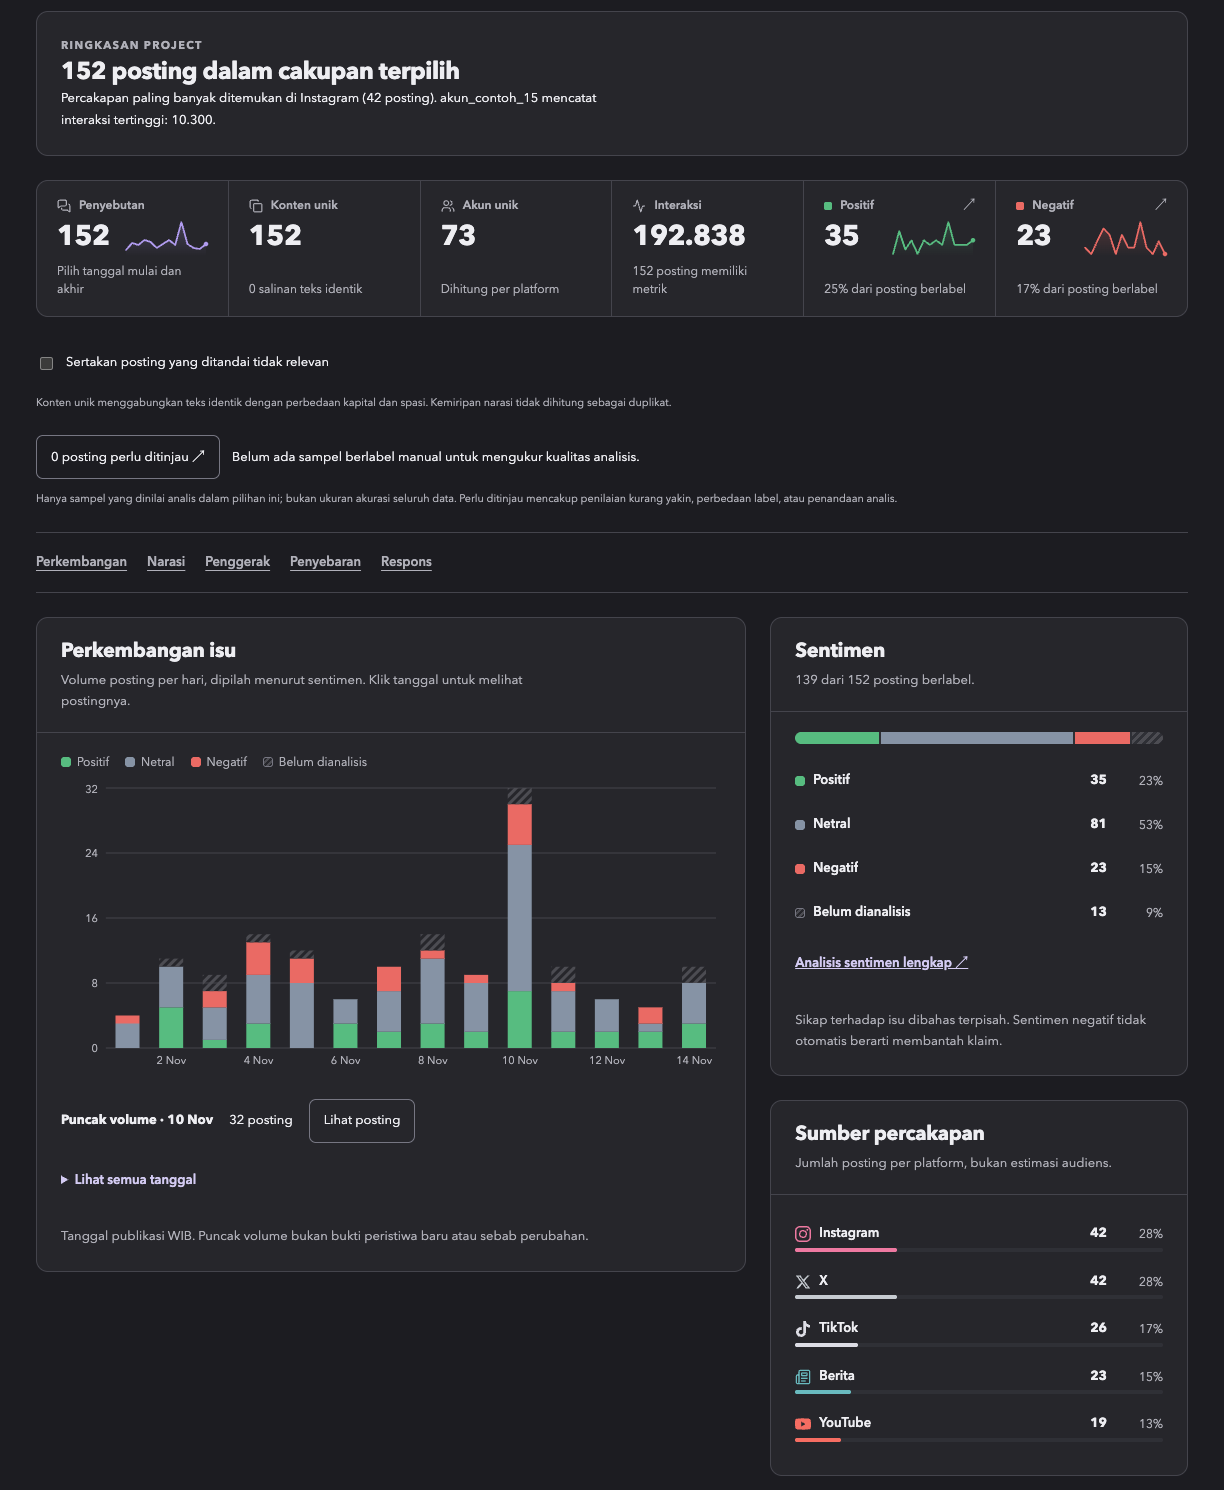 RINGKASAN PROJECT
152 posting dalam cakupan terpilih
Percakapan paling banyak ditemukan di Instagram (42 posting). akun_contoh_15 mencatat
interaksi tertinggi: 10.300.
Penyebutan
152
Pilih tanggal mulai dan
akhir
Konten unik
152
0 salinan teks identik
Akun unik
73
Dihitung per platform
Interaksi
192.838
152 posting memiliki
metrik
Positif
35
25% dari posting berlabel
Negatif
23
17% dari posting berlabel
Sertakan posting yang ditandai tidak relevan
Konten unik menggabungkan teks identik dengan perbedaan kapital dan spasi. Kemiripan narasi tidak dihitung sebagai duplikat.
0 posting perlu ditinjau ↗ Belum ada sampel berlabel manual untuk mengukur kualitas analisis.
Hanya sampel yang dinilai analis dalam pilihan ini; bukan ukuran akurasi seluruh data. Perlu ditinjau mencakup penilaian kurang yakin, perbedaan label, atau penandaan analis.
Perkembangan Narasi Penggerak Penyebaran Respons
Perkembangan isu
Volume posting per hari, dipilah menurut sentimen. Klik tanggal untuk melihat
postingnya.
Positif Netral Negatif Belum dianalisis
32
24
16
8
0
2 Nov 4 Nov 6 Nov 8 Nov 10 Nov 12 Nov 14 Nov
Puncak volume · 10 Nov 32 posting Lihat posting
Lihat semua tanggal
Tanggal publikasi WIB. Puncak volume bukan bukti peristiwa baru atau sebab perubahan.
Sentimen
139 dari 152 posting berlabel.
Positif 35 23%
Netral 81 53%
Negatif 23 15%
Belum dianalisis 13 9%
Analisis sentimen lengkap ↗
Sikap terhadap isu dibahas terpisah. Sentimen negatif tidak
otomatis berarti membantah klaim.
Sumber percakapan
Jumlah posting per platform, bukan estimasi audiens.
Instagram 42 28%
X 42 28%
TikTok 26 17%
Berita 23 15%
YouTube 19 13%